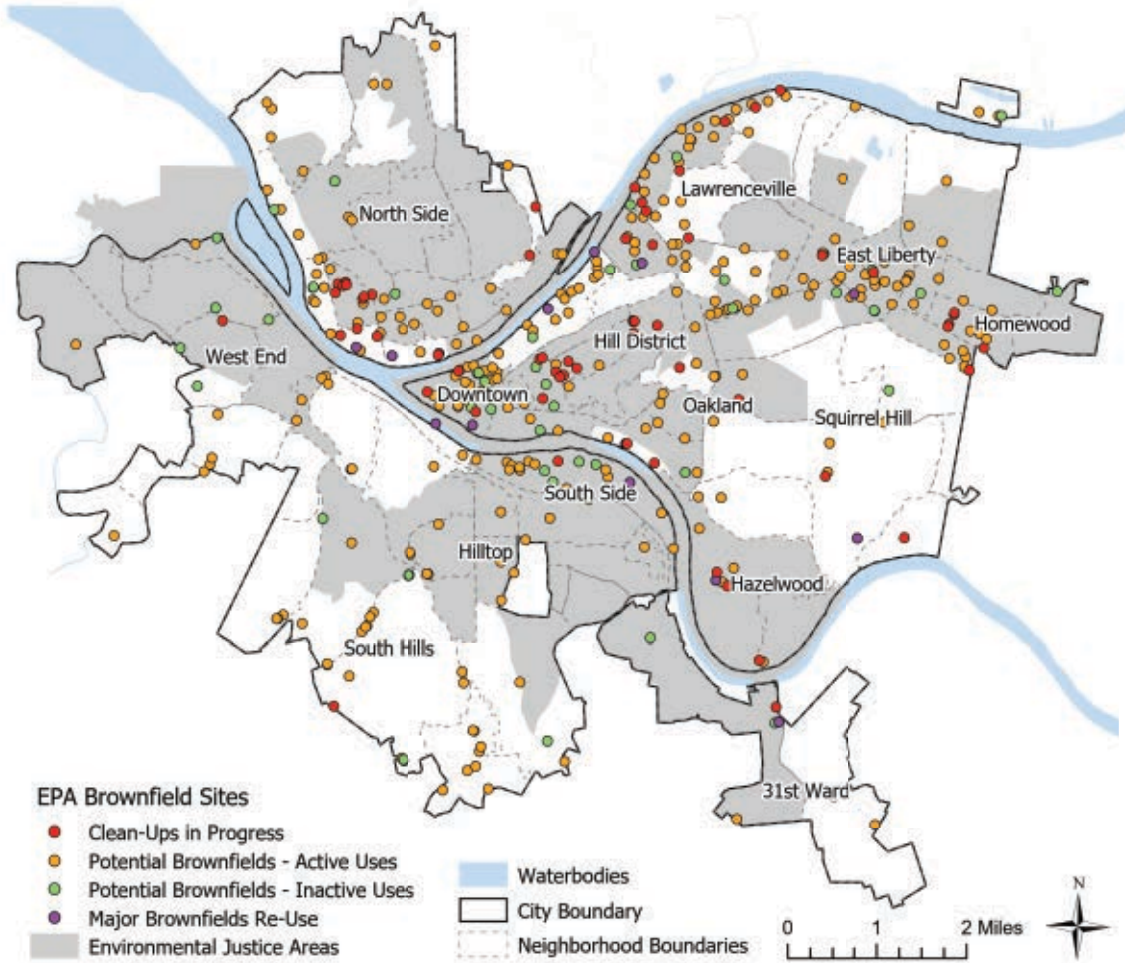 North Side
Lawrenceville
East Liberty
Homewood
Hill District
West End
Downtown
Oakland
Squirrel Hill
South Side
Hilltop
Hazelwood
South Hills
31st Ward
EPA Brownfield Sites
Clean-Ups in Progress
Potential Brownfields - Active Uses
Potential Brownfields - Inactive Uses
Major Brownfields Re-Use
Environmental Justice Areas
Waterbodies
City Boundary
Neighborhood Boundaries
0 1 2 Miles
N